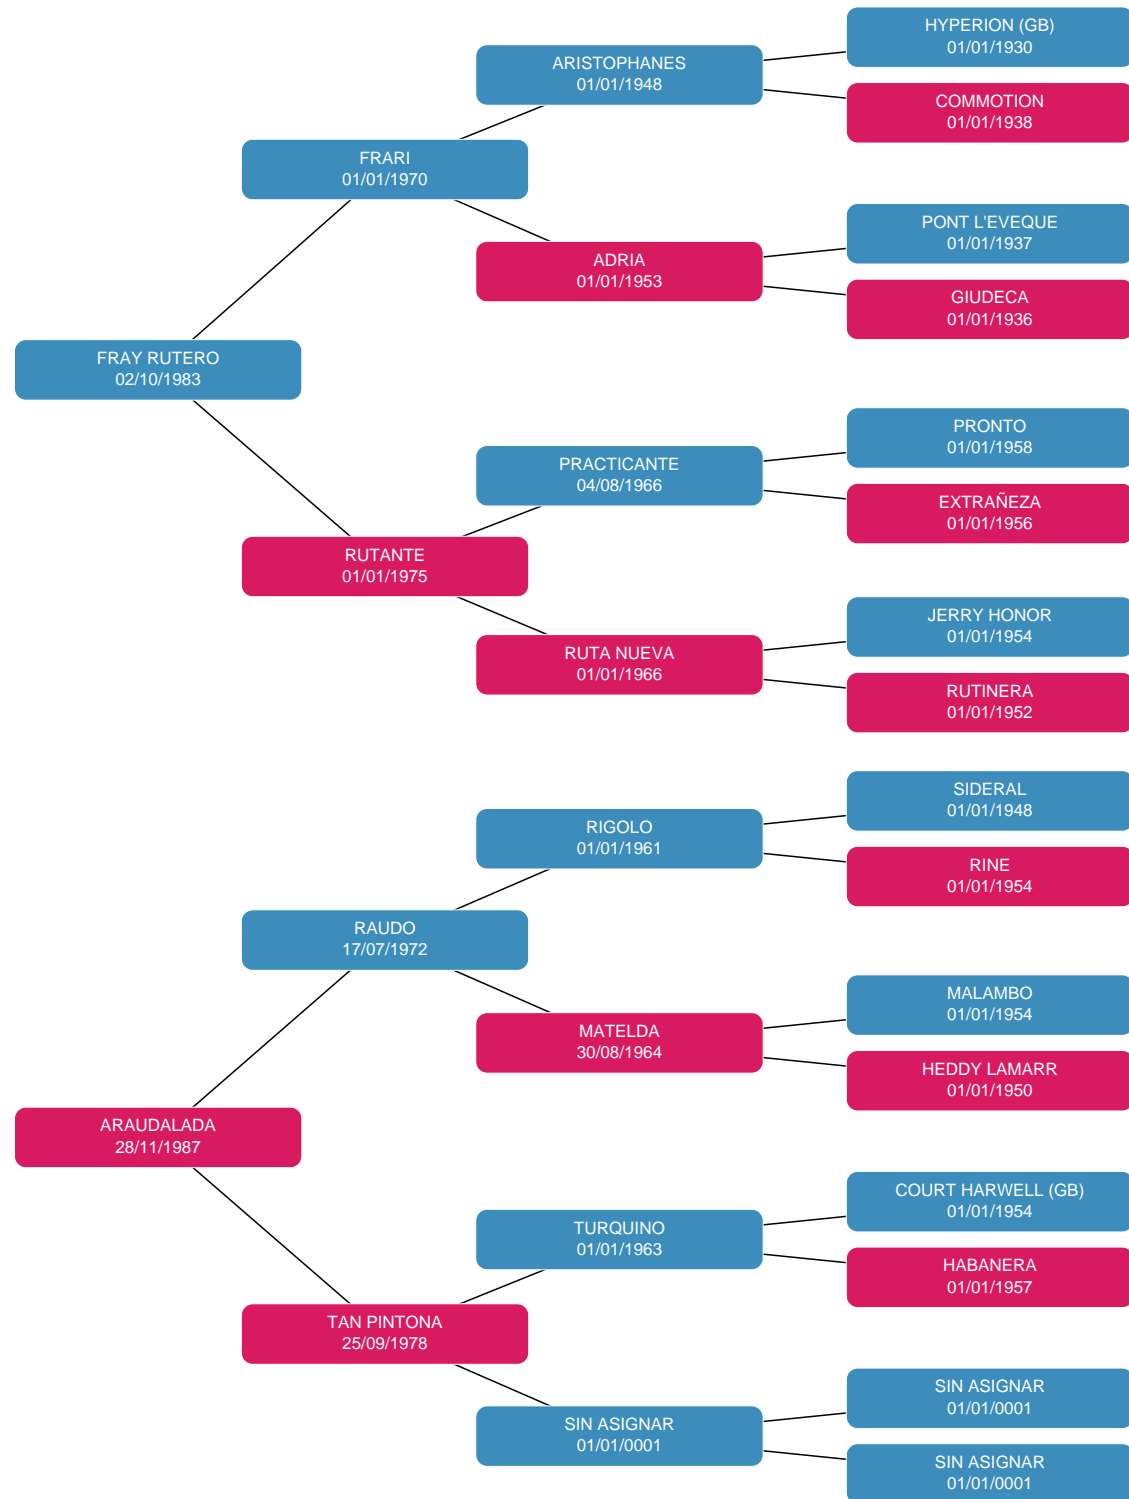 HYPERION (GB)
01/01/1930
ARISTOPHANES
01/01/1948
COMMOTION
01/01/1938
FRARI
01/01/1970
PONT L'EVEQUE
01/01/1937
ADRIA
01/01/1953
GIUDECA
01/01/1936
FRAY RUTERO
02/10/1983
PRONTO
01/01/1958
PRACTICANTE
04/08/1966
EXTRAÑEZA
01/01/1956
RUTANTE
01/01/1975
JERRY HONOR
01/01/1954
RUTA NUEVA
01/01/1966
RUTINERA
01/01/1952
SIDERAL
01/01/1948
RIGOLO
01/01/1961
RINE
01/01/1954
RAUDO
17/07/1972
MALAMBO
01/01/1954
MATELDA
30/08/1964
HEDDY LAMARR
01/01/1950
ARAUDALADA
28/11/1987
COURT HARWELL (GB)
01/01/1954
TURQUINO
01/01/1963
HABANERA
01/01/1957
TAN PINTONA
25/09/1978
SIN ASIGNAR
01/01/0001
SIN ASIGNAR
01/01/0001
SIN ASIGNAR
01/01/0001